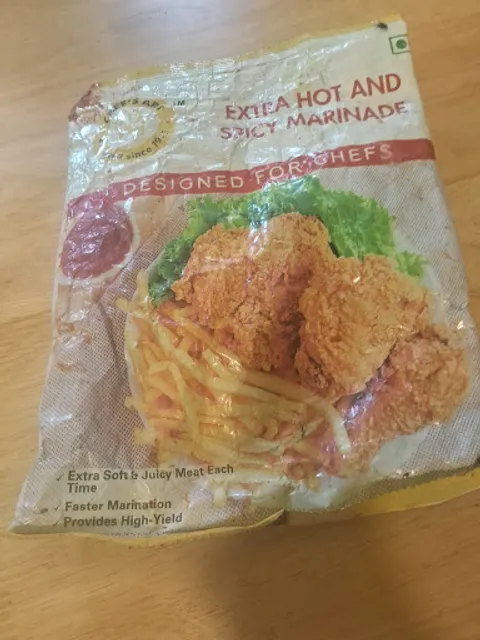 EXTRA HOT AND
SPICY MARINADE
DESIGNED FOR CHEFS
✓ Extra Soft & Juicy Meat Each
Time
✓ Faster Marination
✓ Provides High-Yield